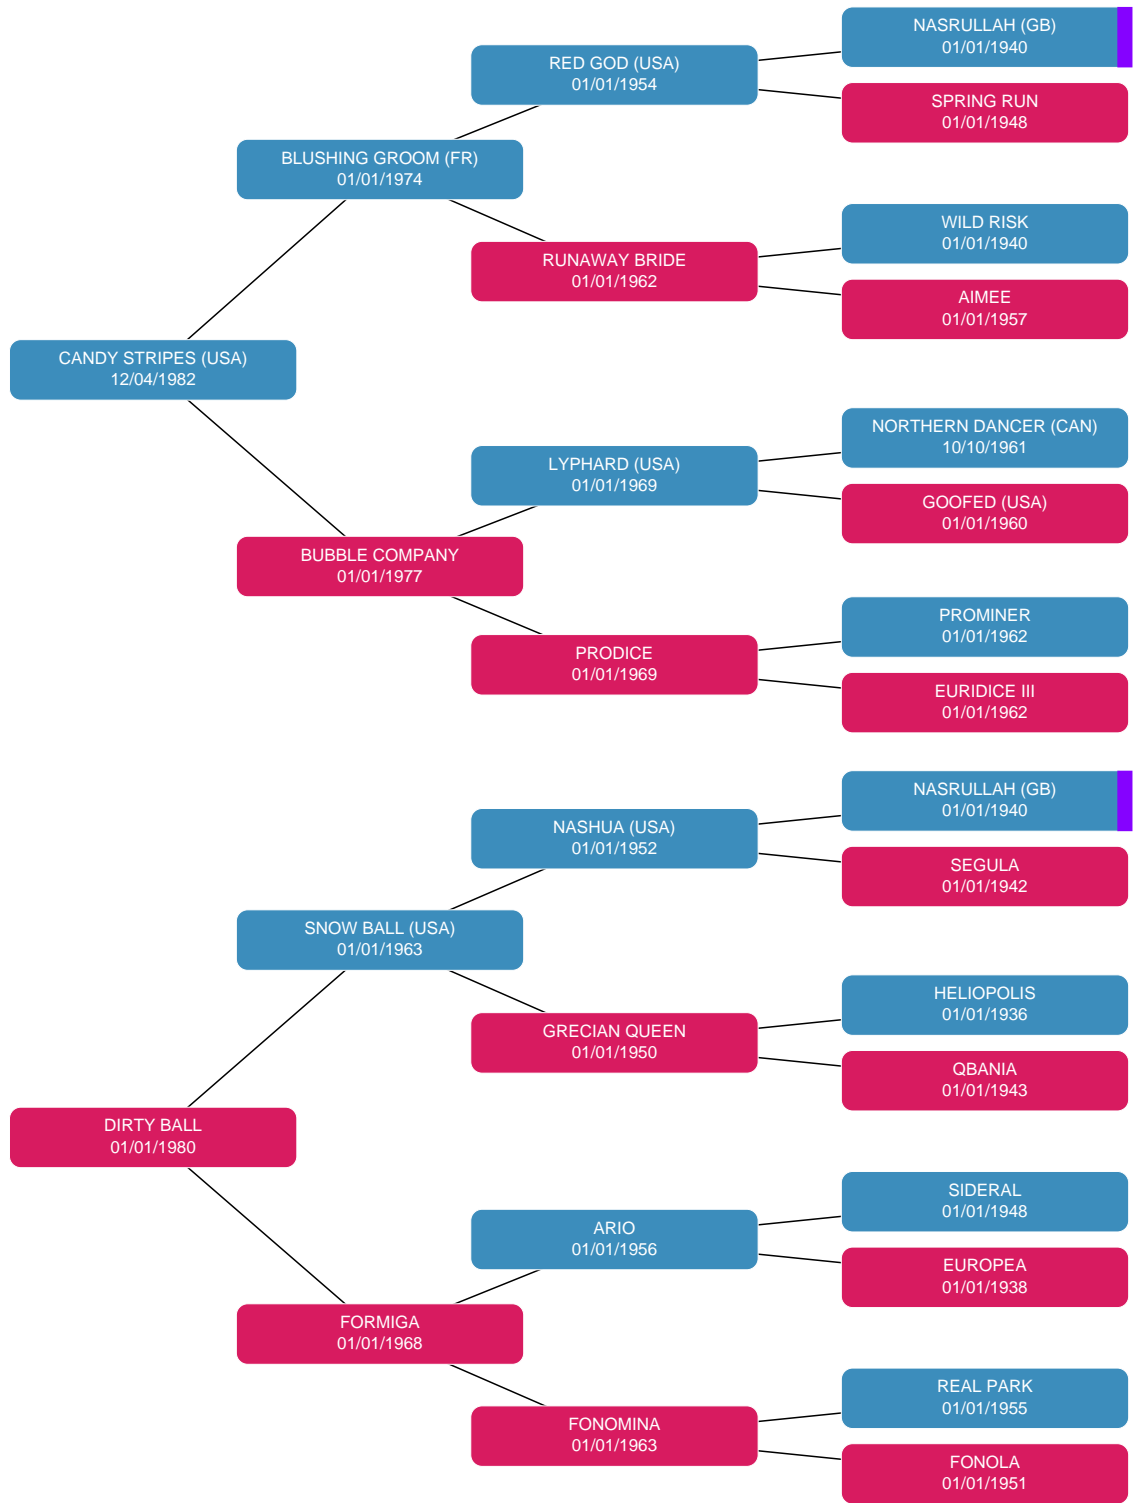 NASRULLAH (GB)
01/01/1940
RED GOD (USA)
01/01/1954
SPRING RUN
01/01/1948
BLUSHING GROOM (FR)
01/01/1974
WILD RISK
01/01/1940
RUNAWAY BRIDE
01/01/1962
AIMEE
01/01/1957
CANDY STRIPES (USA)
12/04/1982
NORTHERN DANCER (CAN)
10/10/1961
LYPHARD (USA)
01/01/1969
GOOFED (USA)
01/01/1960
BUBBLE COMPANY
01/01/1977
PROMINER
01/01/1962
PRODICE
01/01/1969
EURIDICE III
01/01/1962
NASRULLAH (GB)
01/01/1940
NASHUA (USA)
01/01/1952
SEGULA
01/01/1942
SNOW BALL (USA)
01/01/1963
HELIOPOLIS
01/01/1936
GRECIAN QUEEN
01/01/1950
QBANIA
01/01/1943
DIRTY BALL
01/01/1980
SIDERAL
01/01/1948
ARIO
01/01/1956
EUROPEA
01/01/1938
FORMIGA
01/01/1968
REAL PARK
01/01/1955
FONOMINA
01/01/1963
FONOLA
01/01/1951